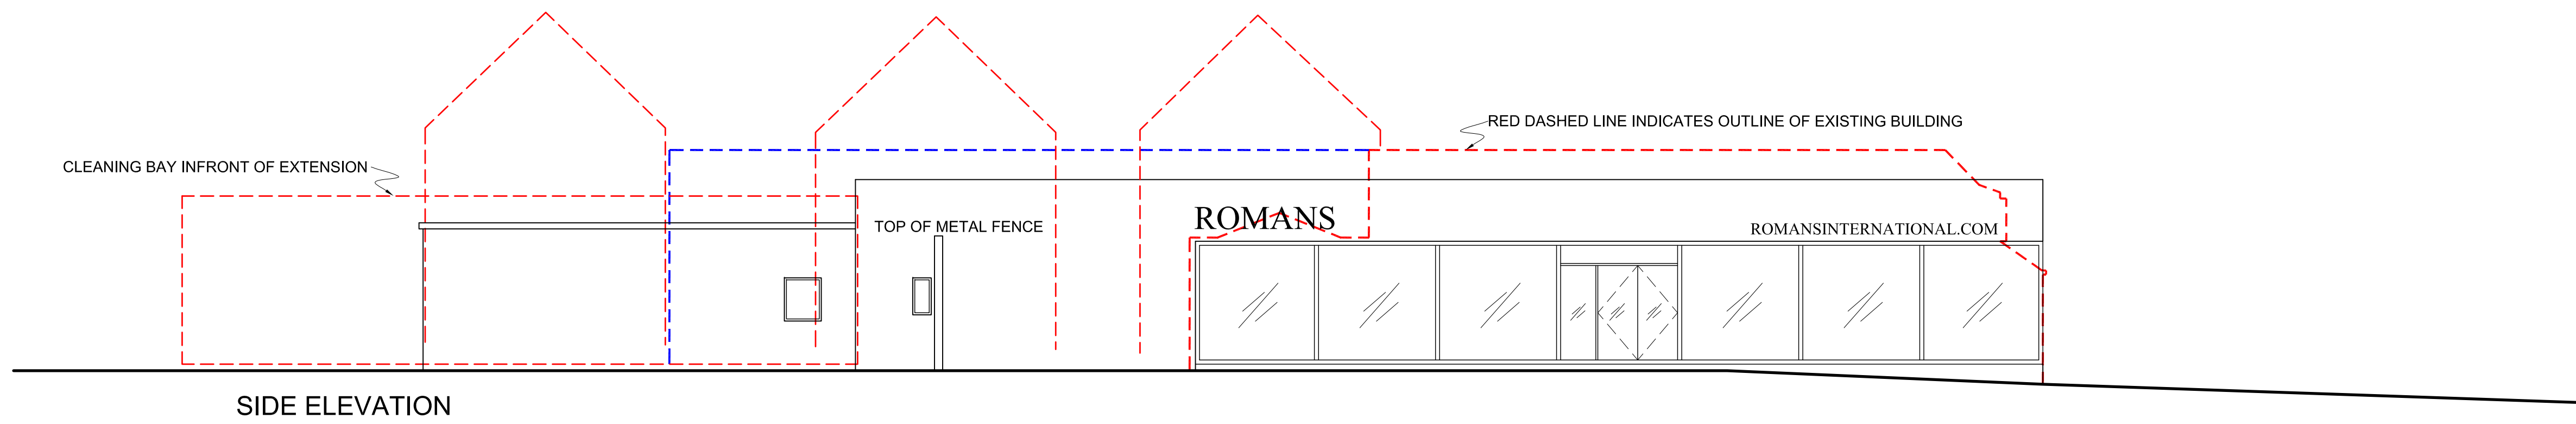 RED DASHED LINE INDICATES OUTLINE OF EXISTING BUILDING
CLEANING BAY INFRONT OF EXTENSION
ROMANS
TOP OF METAL FENCE
ROMANSINTERNATIONAL.COM
SIDE ELEVATION